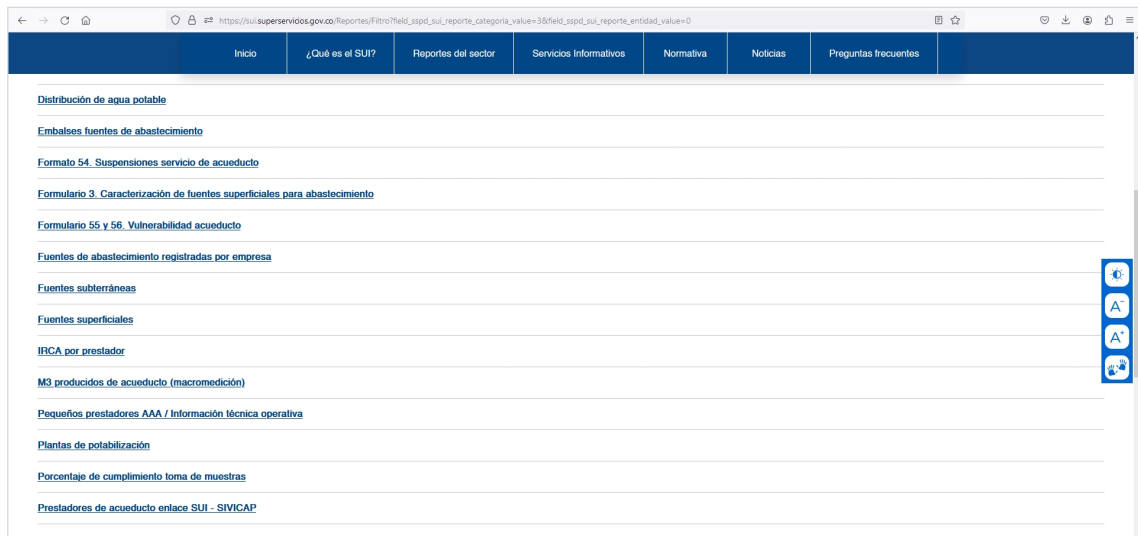 https://sui.superservicios.gov.co/Reportes/Filtro?field_sspd_sui_reporte_categoria_value=3&field_sspd_sui_reporte_entidad_value=0
Inicio ¿Qué es el SUI? Reportes del sector Servicios Informativos Normativa Noticias Preguntas frecuentes
Distribución de agua potable
Embalses fuentes de abastecimiento
Formato 54. Suspensiones servicio de acueducto
Formulario 3. Caracterización de fuentes superficiales para abastecimiento
Formulario 55 y 56. Vulnerabilidad acueducto
Fuentes de abastecimiento registradas por empresa
Fuentes subterráneas
Fuentes superficiales
IRCA por prestador
M3 producidos de acueducto (macromedición)
Pequeños prestadores AAA / Información técnica operativa
Plantas de potabilización
Porcentaje de cumplimiento toma de muestras
Prestadores de acueducto enlace SUI - SIVICAP
A-
A+